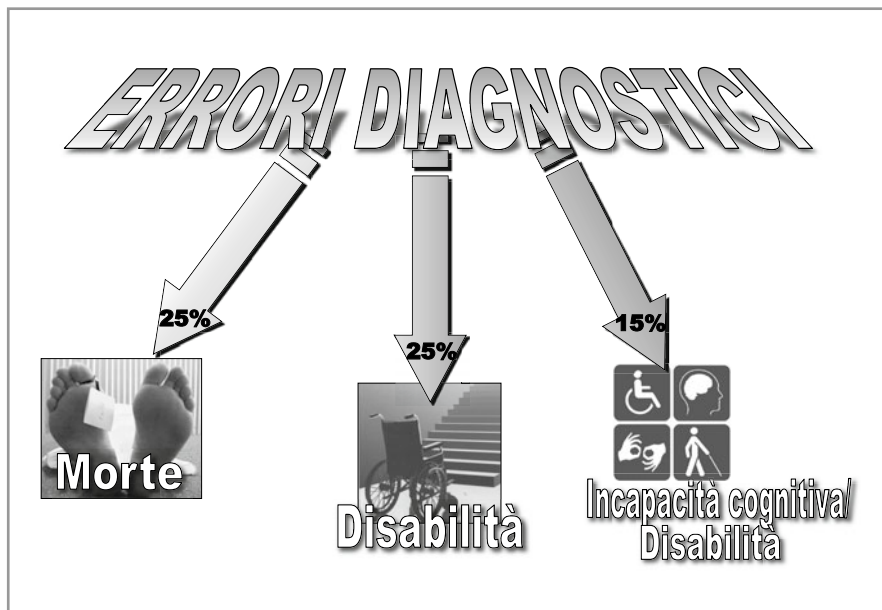 ERRORI DIAGNOSTICI
25%
25%
15%
Morte
Disabilità
Incapacità cognitiva/
Disabilità